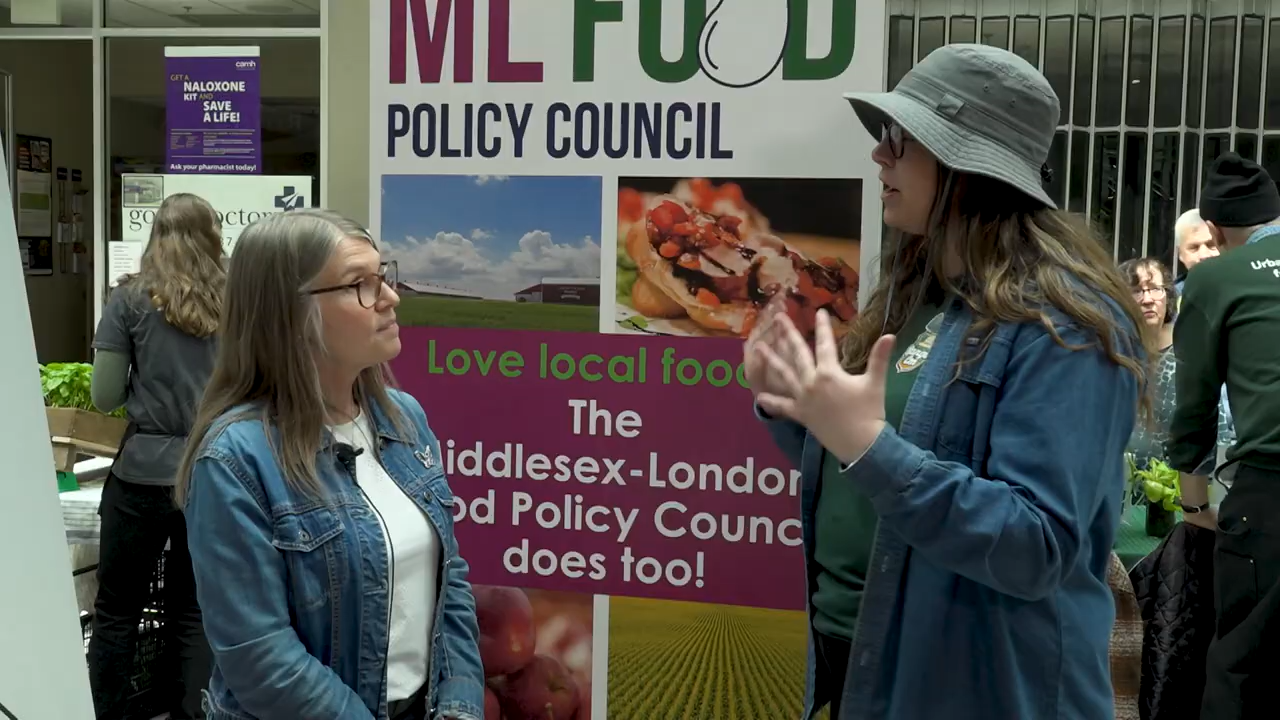 ML FOOD
POLICY COUNCIL
camh
GET A
NALOXONE
KIT AND
SAVE
A LIFE!
Ask your pharmacist today!
Love local food
The
iddlesex-London
od Policy Counc
does too!
Urba